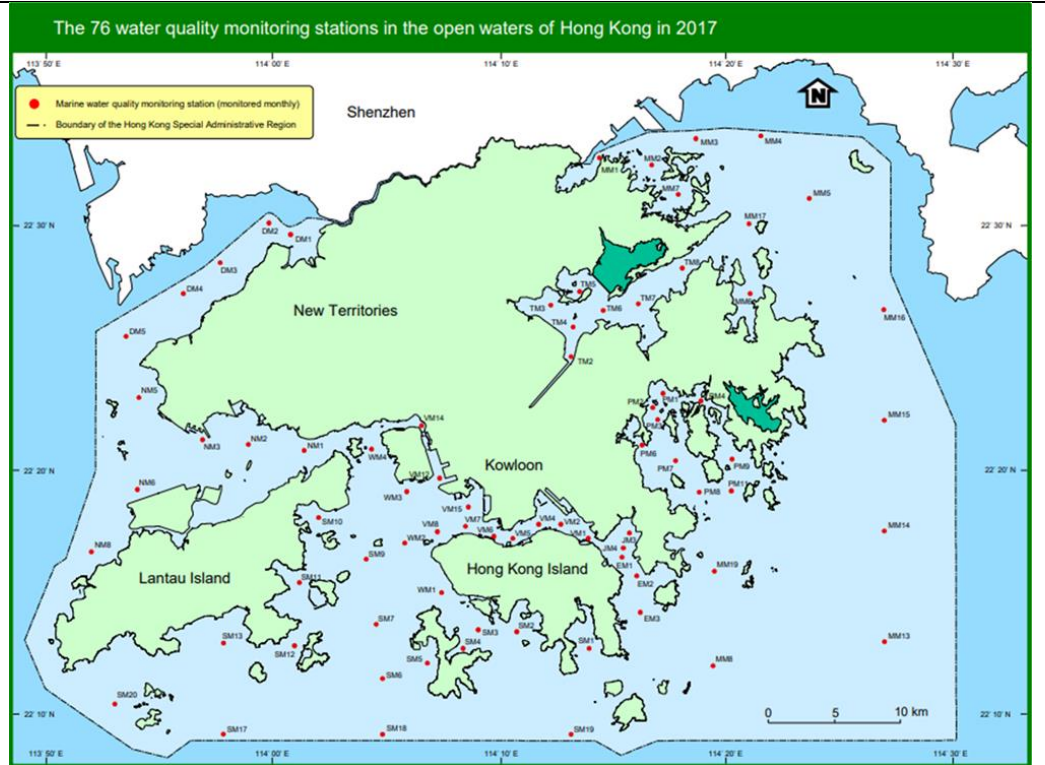 The 76 water quality monitoring stations in the open waters of Hong Kong in 2017
113° 50' E
114° 00' E
114° 10' E
114° 20' E
114° 30' E
Marine water quality monitoring station (monitored monthly)
Boundary of the Hong Kong Special Administrative Region
Shenzhen
N
MM3
MM4
MM1
MM2
MM7
MM5
MM17
22° 30' N
22° 30' N
DM2
DM1
DM3
DM4
DM5
TM8
TM5
TM3
TM6
TM7
TM4
TM2
MM6
MM16
New Territories
NM5
PM1
PM2
PM3
PM4
MM15
VM14
NM3
NM2
NM1
WM4
PM6
PM7
PM9
22° 20' N
22° 20' N
Kowloon
VM12
NM6
WM3
PM8
PM11
VM15
SM10
VM8
VM7
VM6
VM5
VM4
VM2
VM1
JM3
JM4
MM14
NM8
WM2
SM9
EM1
EM2
MM19
Lantau Island
Hong Kong Island
SM11
WM1
EM3
SM7
SM3
SM2
SM13
SM12
SM4
SM1
MM13
SM5
MM8
SM6
SM20
0 5 10 km
22° 10' N
22° 10' N
SM17
SM18
SM19
113° 50' E
114° 00' E
114° 10' E
114° 20' E
114° 30' E